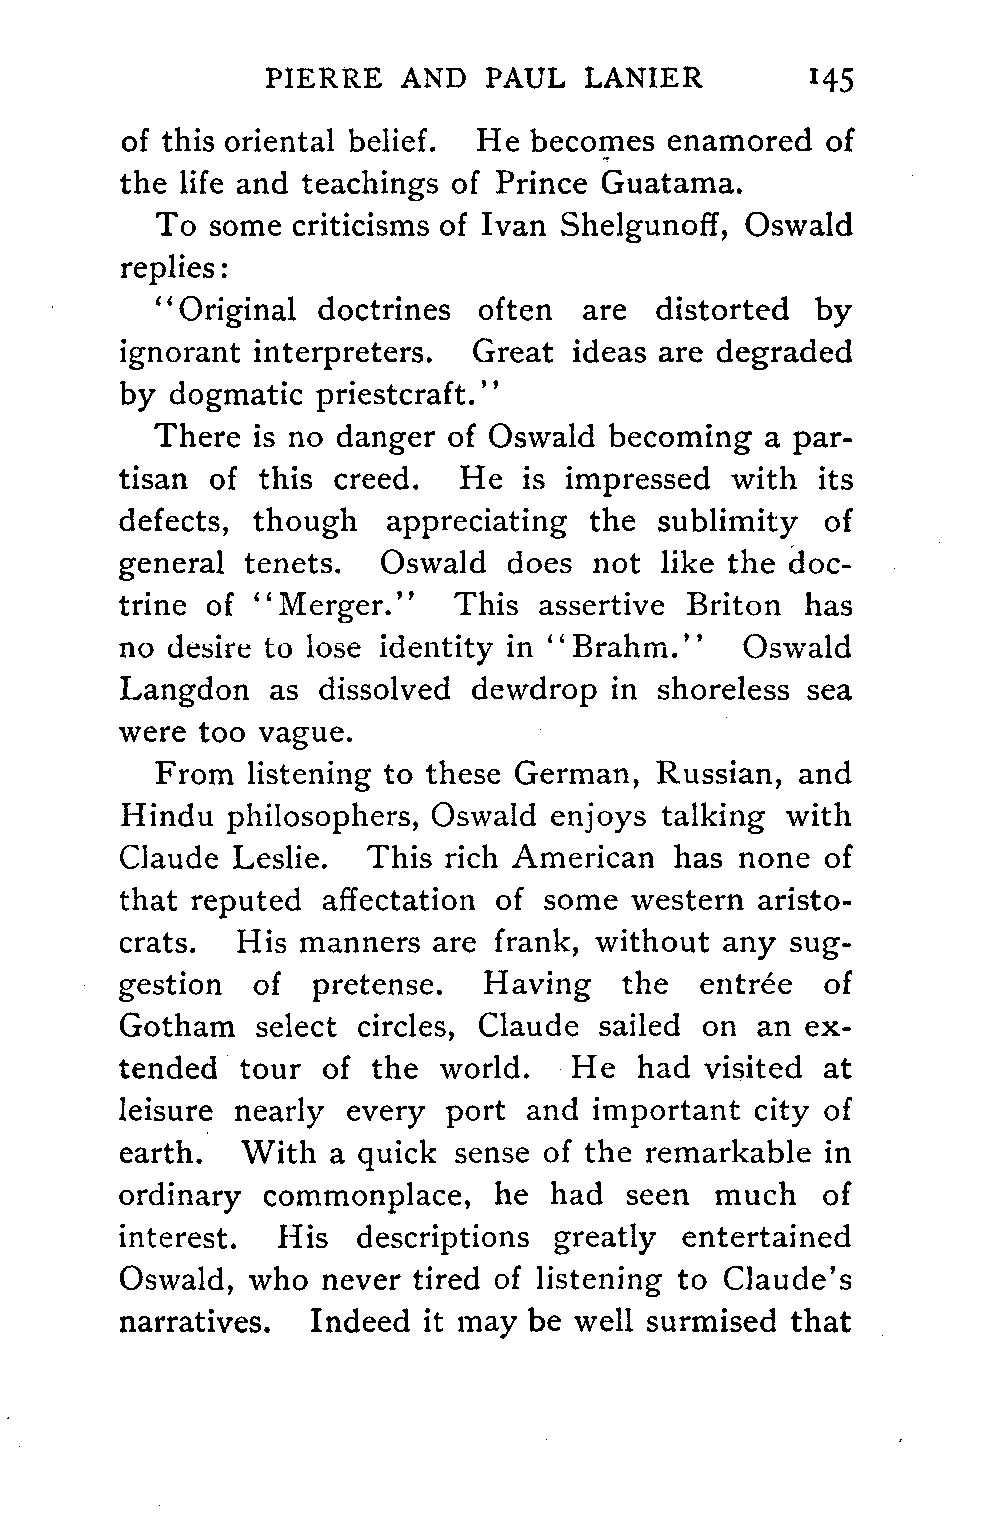 PIERRE AND PAUL LANIER 145
of this oriental belief. He becomes enamored of
the life and teachings of Prince Guatama.
To some criticisms of Ivan Shelgunoff, Oswald
replies:
"Original doctrines often are distorted by
ignorant interpreters. Great ideas are degraded
by dogmatic priestcraft."
There is no danger of Oswald becoming a par-
tisan of this creed. He is impressed with its
defects, though appreciating the sublimity of
general tenets. Oswald does not like the doc-
trine of "Merger." This assertive Briton has
no desire to lose identity in "Brahm." Oswald
Langdon as dissolved dewdrop in shoreless sea
were too vague.
From listening to these German, Russian, and
Hindu philosophers, Oswald enjoys talking with
Claude Leslie. This rich American has none of
that reputed affectation of some western aristo-
crats. His manners are frank, without any sug-
gestion of pretense. Having the entrée of
Gotham select circles, Claude sailed on an ex-
tended tour of the world. He had visited at
leisure nearly every port and important city of
earth. With a quick sense of the remarkable in
ordinary commonplace, he had seen much of
interest. His descriptions greatly entertained
Oswald, who never tired of listening to Claude's
narratives. Indeed it may be well surmised that